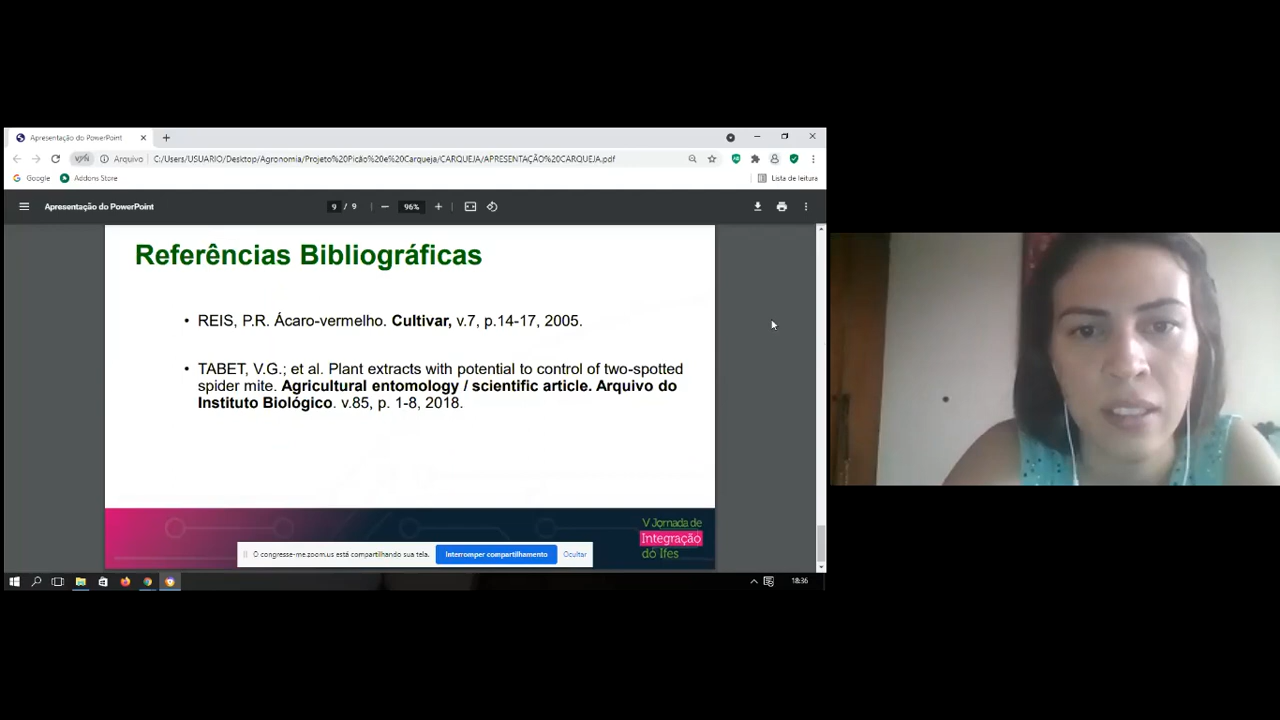 Apresentação do PowerPoint
VPN
Arquivo
C:/Users/USUARIO/Desktop/Agronomia/Projeto%20Picão%20e%20Carqueja/CARQUEJA/APRESENTAÇÃO%20CARQUEJA.pdf
Google
Addons Store
Lista de leitura
Apresentação do PowerPoint
9 / 9
96%
Referências Bibliográficas
• REIS, P.R. Ácaro-vermelho. Cultivar, v.7, p.14-17, 2005.
• TABET, V.G.; et al. Plant extracts with potential to control of two-spotted
spider mite. Agricultural entomology / scientific article. Arquivo do
Instituto Biológico. v.85, p. 1-8, 2018.
V Jornada de
Integração
do Ifes
O congresse-me.zoom.us está compartilhando sua tela.
Interromper compartilhamento
Ocultar
18:36